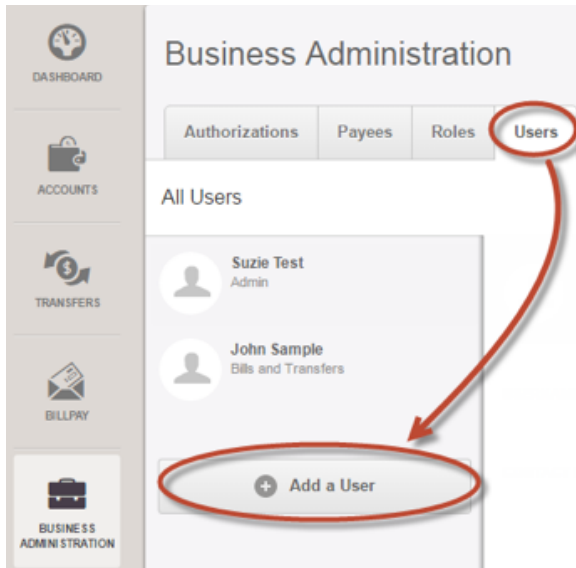 DASHBOARD
ACCOUNTS
TRANSFERS
BILLPAY
BUSINESS
ADMINISTRATION
Business Administration
Authorizations Payees Roles Users
All Users
Suzie Test
Admin
John Sample
Bills and Transfers
Add a User